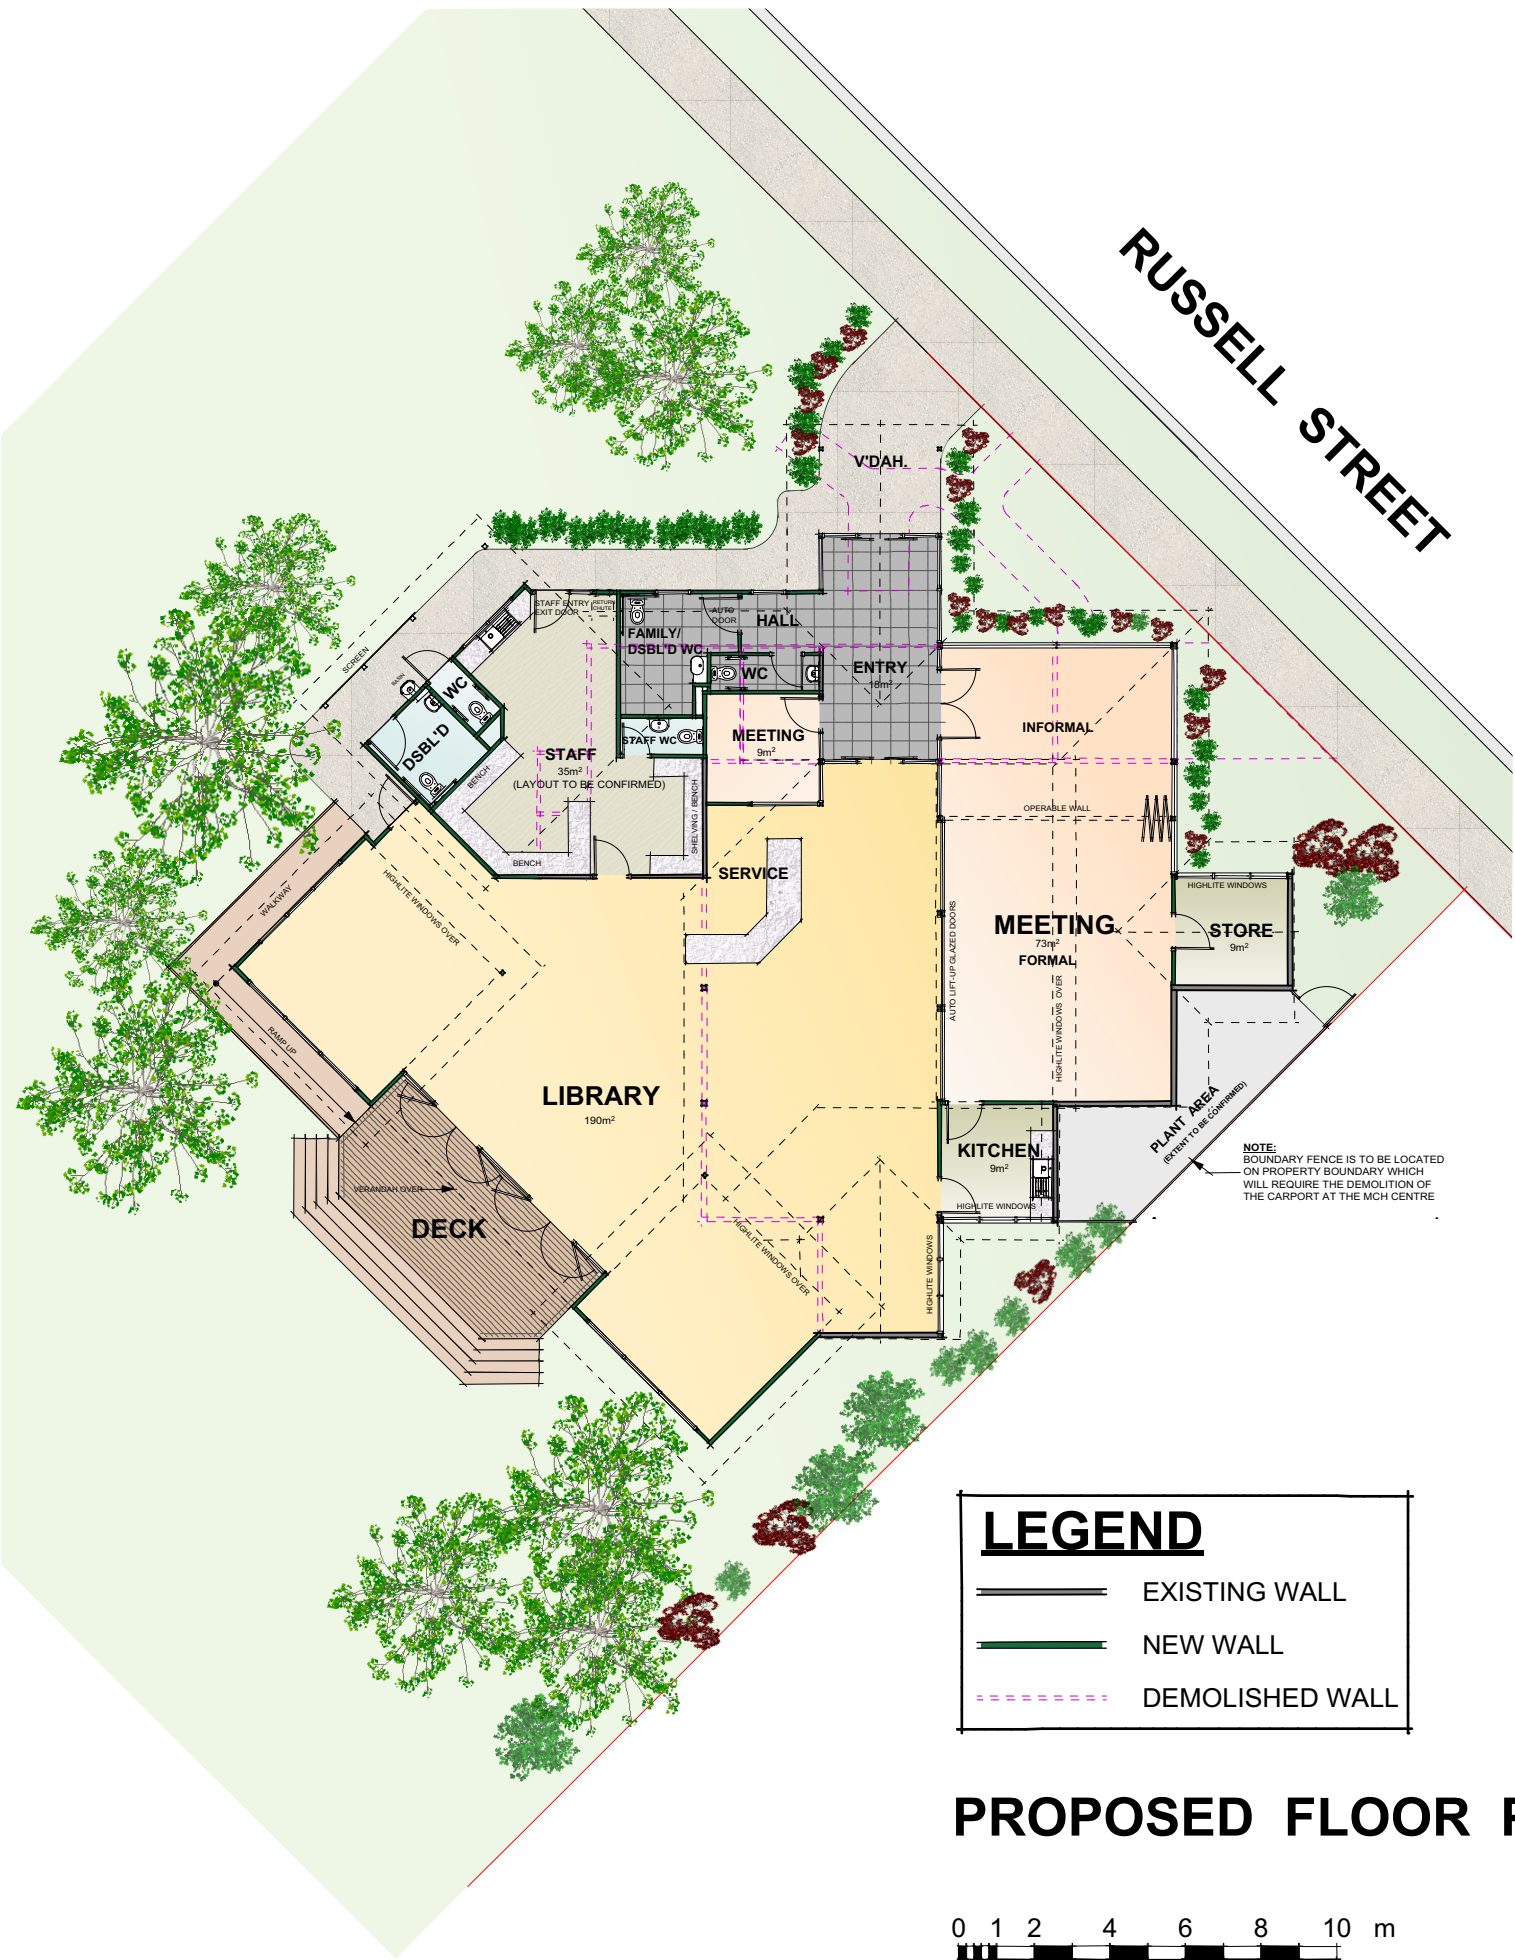 RUSSELL STREET
V'DAH.
STAFF ENTRY/
EXIT DOOR
RETURN
CHUTE
AUTO
DOOR
HALL
FAMILY/
DSBL'D WC
SCREEN
BASIN
WC
WC
ENTRY
18m²
DSBL'D
STAFF WC
MEETING
9m²
INFORMAL
STAFF
35m²
(LAYOUT TO BE CONFIRMED)
BENCH
BENCH
SHELVING / BENCH
OPERABLE WALL
SERVICE
WALKWAY
HIGHLITE WINDOWS OVER
HIGHLITE WINDOWS
STORE
9m²
MEETING
73m²
FORMAL
AUTO LIFT-UP GLAZED DOORS
HIGHLITE WINDOWS OVER
RAMP UP
LIBRARY
190m²
PLANT AREA
(EXTENT TO BE CONFIRMED)
KITCHEN
9m²
HIGHLITE WINDOWS
NOTE:
BOUNDARY FENCE IS TO BE LOCATED
ON PROPERTY BOUNDARY WHICH
WILL REQUIRE THE DEMOLITION OF
THE CARPORT AT THE MCH CENTRE
VERANDAH OVER
DECK
HIGHLITE WINDOWS OVER
HIGHLITE WINDOWS
LEGEND
EXISTING WALL
NEW WALL
DEMOLISHED WALL
PROPOSED FLOOR P
0 1 2 4 6 8 10 m